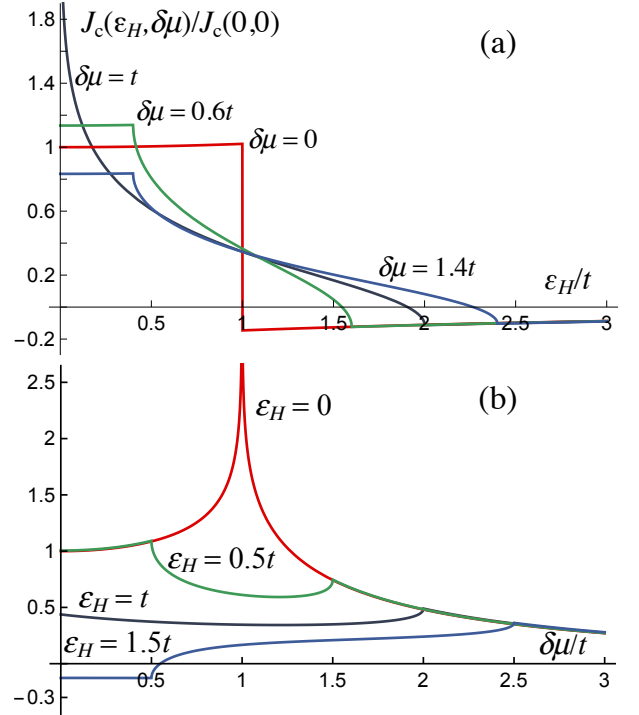 1.8
J_c(ε_H,δμ)/J_c(0,0)
(a)
δμ = t
1.4
δμ = 0.6t
δμ = 0
1
0.6
δμ = 1.4t
ε_H/t
0.2
0.5 1 1.5 2 2.5 3
−0.2
2.5
ε_H = 0
(b)
2
1.5
1
ε_H = 0.5t
ε_H = t
0.5
ε_H = 1.5t
δμ/t
0.5 1 1.5 2 2.5 3
−0.3